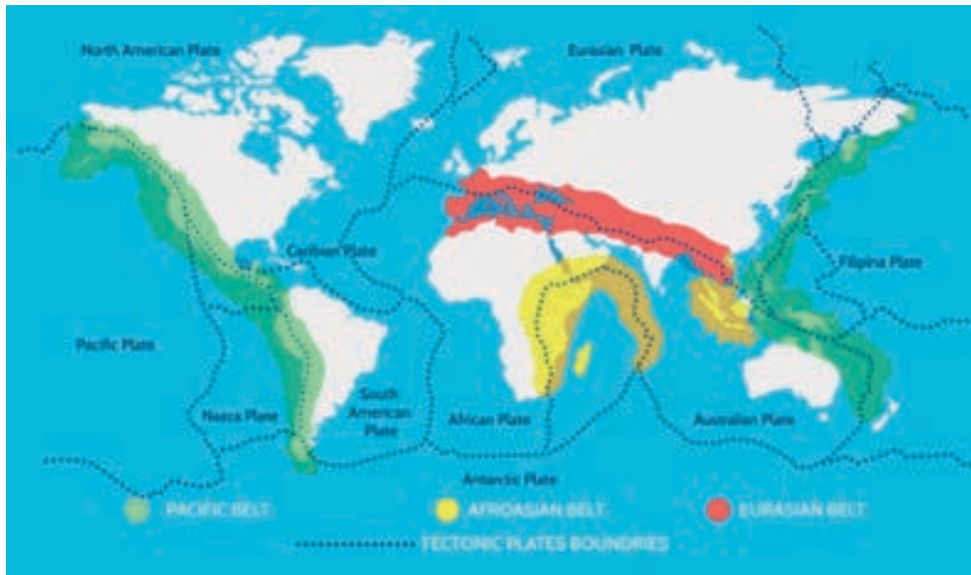 North American Plate
Eurasian Plate
Caribian Plate
Filipina Plate
Pacific Plate
Nazca Plate
South
American
Plate
African Plate
Australian Plate
Antarctic Plate
PACIFIC BELT
AFROASIAN BELT
EURASIAN BELT
TECTONIC PLATES BOUNDRIES